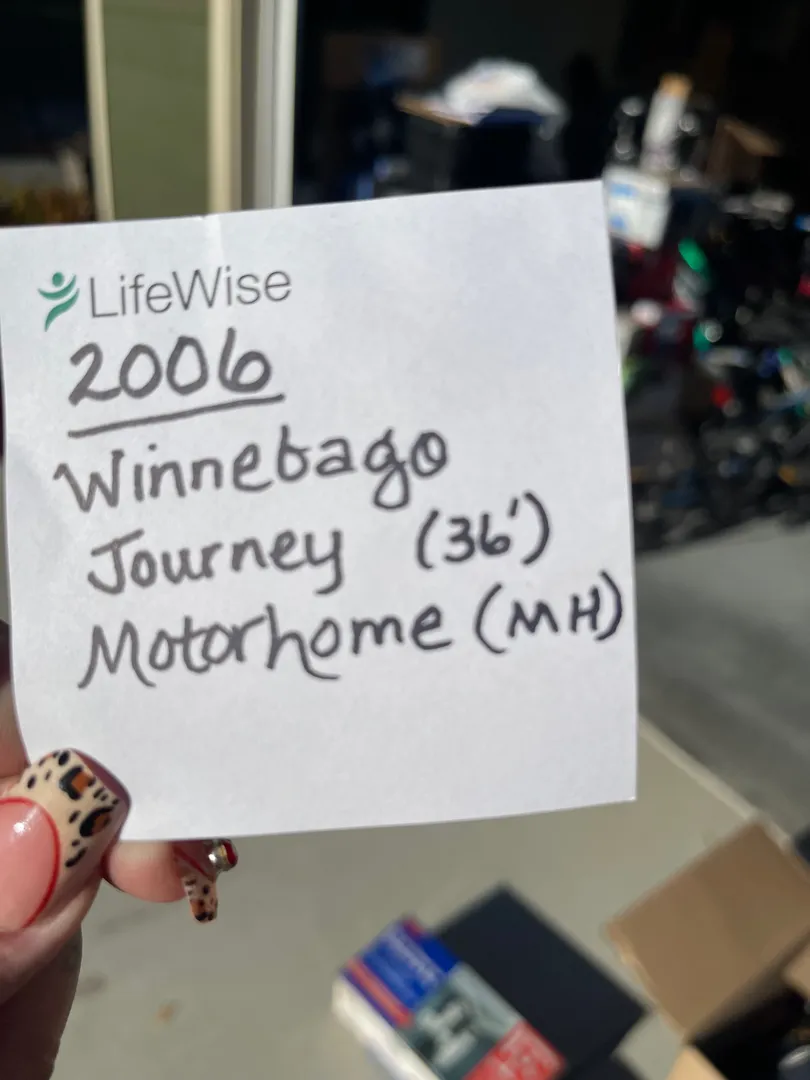 LifeWise
2006
Winnebago
Journey (36')
Motorhome (MH)